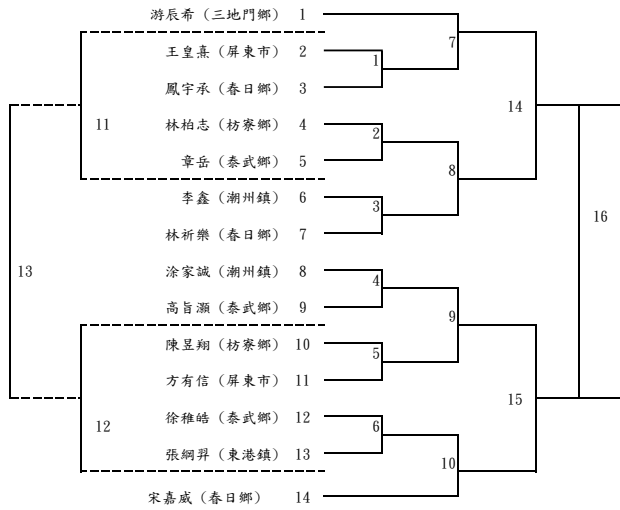 游辰希（三地門鄉） 1
7
王皇熹（屏東市） 2
1
鳳宇承（春日鄉） 3
14
11
林柏志（枋寮鄉） 4
2
章岳（泰武鄉） 5
8
李鑫（潮州鎮） 6
3
16
林祈樂（春日鄉） 7
13
涂家誠（潮州鎮） 8
4
高旨灝（泰武鄉） 9
9
陳昱翔（枋寮鄉） 10
5
方有信（屏東市） 11
15
12
徐稚皓（泰武鄉） 12
6
張綱羿（東港鎮） 13
10
宋嘉威（春日鄉） 14